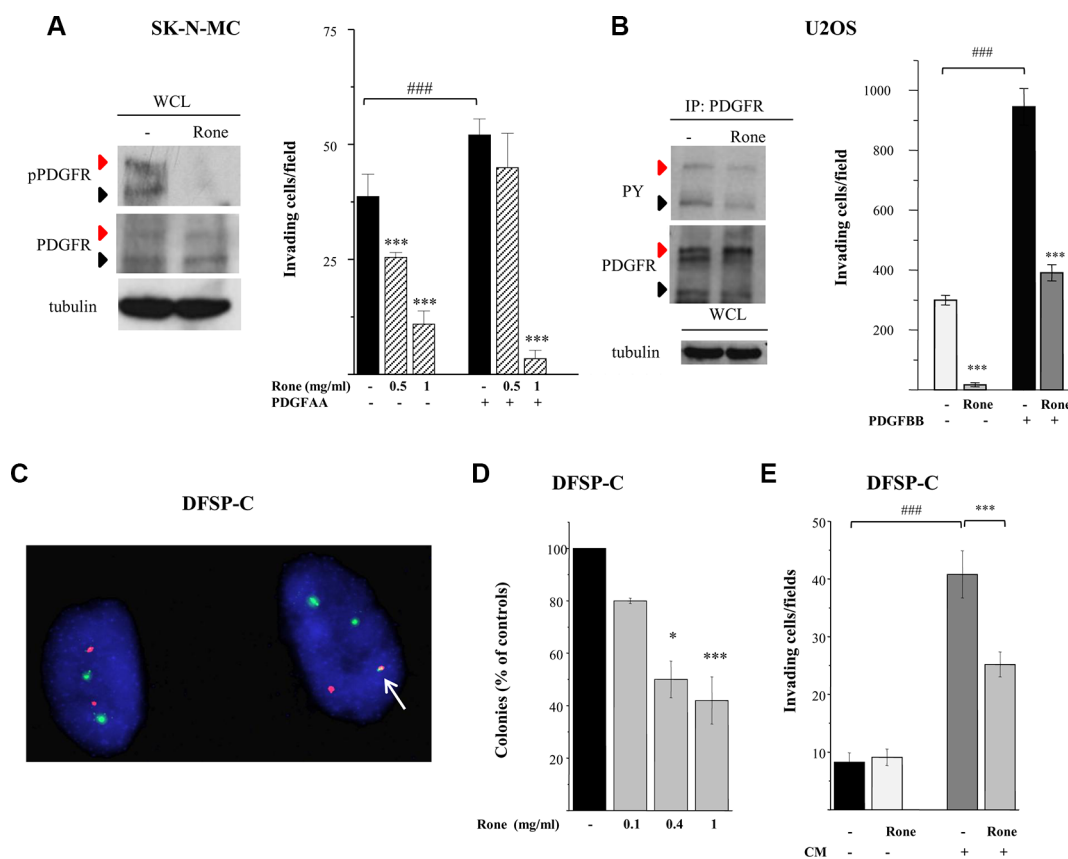 A
SK-N-MC
WCL
- Rone
pPDGFR
PDGFR
tubulin
Invading cells/field
75
50
25
###
***
***
***
Rone (mg/ml) - 0.5 1 - 0.5 1
PDGFAA - - - + + +
B
U2OS
IP: PDGFR
- Rone
PY
PDGFR
WCL
tubulin
Invading cells/field
1000
800
600
400
200
###
***
***
- Rone - Rone
PDGFBB - - + +
C
DFSP-C
D
DFSP-C
Colonies (% of controls)
100
80
60
40
20
*
***
Rone (mg/ml) - 0.1 0.4 1
E
DFSP-C
Invading cells/fields
50
40
30
20
10
0
###
***
- Rone - Rone
CM - - + +